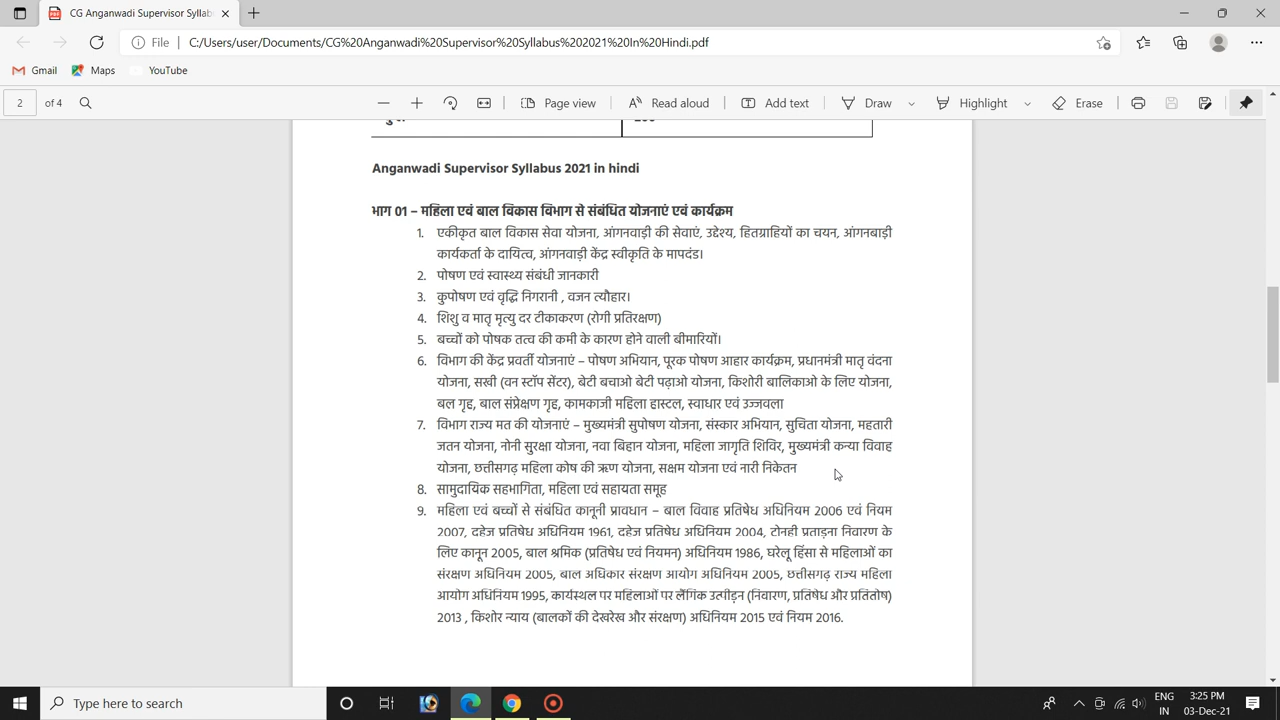 CG Anganwadi Supervisor Syllab
File | C:/Users/user/Documents/CG%20Anganwadi%20Supervisor%20Syllabus%202021%20In%20Hindi.pdf
Gmail Maps YouTube
2 of 4 Page view Read aloud Add text Draw Highlight Erase
Anganwadi Supervisor Syllabus 2021 in hindi
भाग 01 – महिला एवं बाल विकास विभाग से संबंधित योजनाएं एवं कार्यक्रम
1. एकीकृत बाल विकास सेवा योजना, आंगनवाड़ी की सेवाएं, उद्देश्य, हितग्राहियों का चयन, आंगनबाड़ी
कार्यकर्ता के दायित्व, आंगनवाड़ी केंद्र स्वीकृति के मापदंड।
2. पोषण एवं स्वास्थ्य संबंधी जानकारी
3. कुपोषण एवं वृद्धि निगरानी , वजन त्यौहार।
4. शिशु व मातृ मृत्यु दर टीकाकरण (रोगी प्रतिरक्षण)
5. बच्चों को पोषक तत्व की कमी के कारण होने वाली बीमारियों।
6. विभाग की केंद्र प्रवर्ती योजनाएं – पोषण अभियान, पूरक पोषण आहार कार्यक्रम, प्रधानमंत्री मातृ वंदना
योजना, सखी (वन स्टॉप सेंटर), बेटी बचाओ बेटी पढ़ाओ योजना, किशोरी बालिकाओ के लिए योजना,
बल गृह, बाल संप्रेक्षण गृह, कामकाजी महिला हास्टल, स्वाधार एवं उज्जवला
7. विभाग राज्य मत की योजनाएं – मुख्यमंत्री सुपोषण योजना, संस्कार अभियान, सुचिता योजना, महतारी
जतन योजना, नोनी सुरक्षा योजना, नवा बिहान योजना, महिला जागृति शिविर, मुख्यमंत्री कन्या विवाह
योजना, छत्तीसगढ़ महिला कोष की ऋण योजना, सक्षम योजना एवं नारी निकेतन
8. सामुदायिक सहभागिता, महिला एवं सहायता समूह
9. महिला एवं बच्चों से संबंधित कानूनी प्रावधान – बाल विवाह प्रतिषेध अधिनियम 2006 एवं नियम
2007, दहेज प्रतिषेध अधिनियम 1961, दहेज प्रतिषेध अधिनियम 2004, टोनही प्रताड़ना निवारण के
लिए कानून 2005, बाल श्रमिक (प्रतिषेध एवं नियमन) अधिनियम 1986, घरेलू हिंसा से महिलाओं का
संरक्षण अधिनियम 2005, बाल अधिकार संरक्षण आयोग अधिनियम 2005, छत्तीसगढ़ राज्य महिला
आयोग अधिनियम 1995, कार्यस्थल पर महिलाओं पर लैंगिक उत्पीड़न (निवारण, प्रतिषेध और प्रतितोष)
2013 , किशोर न्याय (बालकों की देखरेख और संरक्षण) अधिनियम 2015 एवं नियम 2016.
Type here to search
ENG 3:25 PM
IN 03-Dec-21